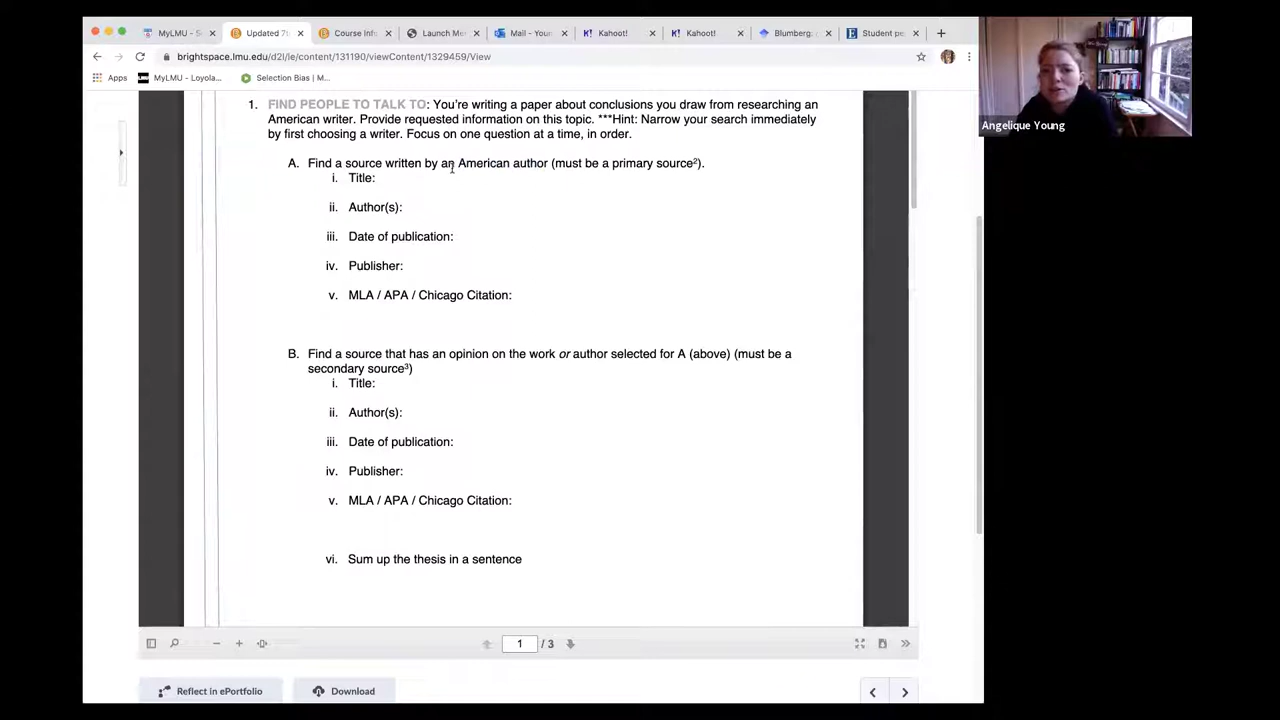 MyLMU - S
Updated 7
Course Inf
Launch Me
Mail - You
Kahoot!
Kahoot!
Blumberg
Student pe
brightspace.lmu.edu/d2l/le/content/131190/viewContent/1329459/View
Apps
LMU
MyLMU - Loyola...
Selection Bias | M...
Angelique Young
1. FIND PEOPLE TO TALK TO: You're writing a paper about conclusions you draw from researching an
American writer. Provide requested information on this topic. ***Hint: Narrow your search immediately
by first choosing a writer. Focus on one question at a time, in order.
A. Find a source written by an American author (must be a primary source²).
i. Title:
ii. Author(s):
iii. Date of publication:
iv. Publisher:
v. MLA / APA / Chicago Citation:
B. Find a source that has an opinion on the work or author selected for A (above) (must be a
secondary source³)
i. Title:
ii. Author(s):
iii. Date of publication:
iv. Publisher:
v. MLA / APA / Chicago Citation:
vi. Sum up the thesis in a sentence
1 / 3
Reflect in ePortfolio
Download